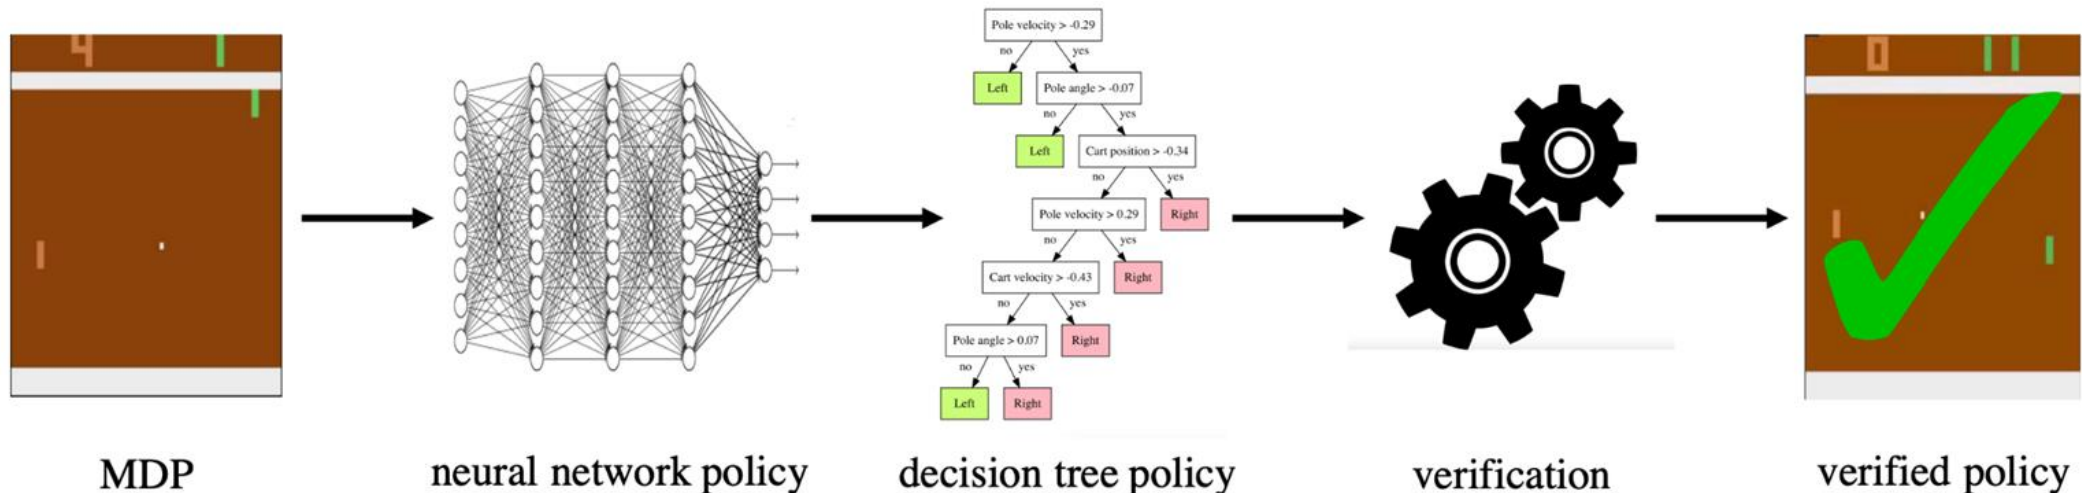 4
1
Pole velocity > -0.29
no
yes
Left
Pole angle > -0.07
no
yes
Left
Cart position > -0.34
no
yes
Pole velocity > 0.29
Right
no
yes
Cart velocity > -0.43
Right
no
yes
Pole angle > 0.07
Right
no
yes
Left
Right
0
11
MDP
neural network policy
decision tree policy
verification
verified policy